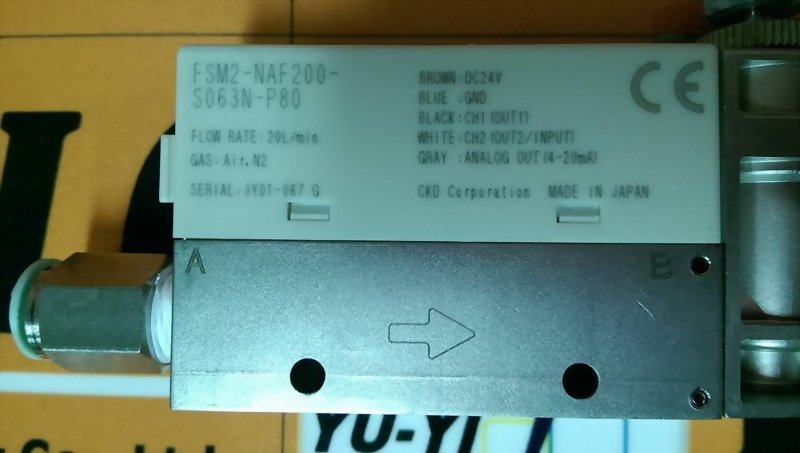 FSM2-NAF200-
S063N-P80
FLOW RATE: 20L/min
GAS: Air, N2
SERIAL: 3Y01-067 G
BROWN:DC24V
BLUE :GND
BLACK:CH1(OUT1)
WHITE:CH2(OUT2/INPUT)
GRAY :ANALOG OUT(4-20mA)
CKD Corporation MADE IN JAPAN
CE
A
B
YU-YI